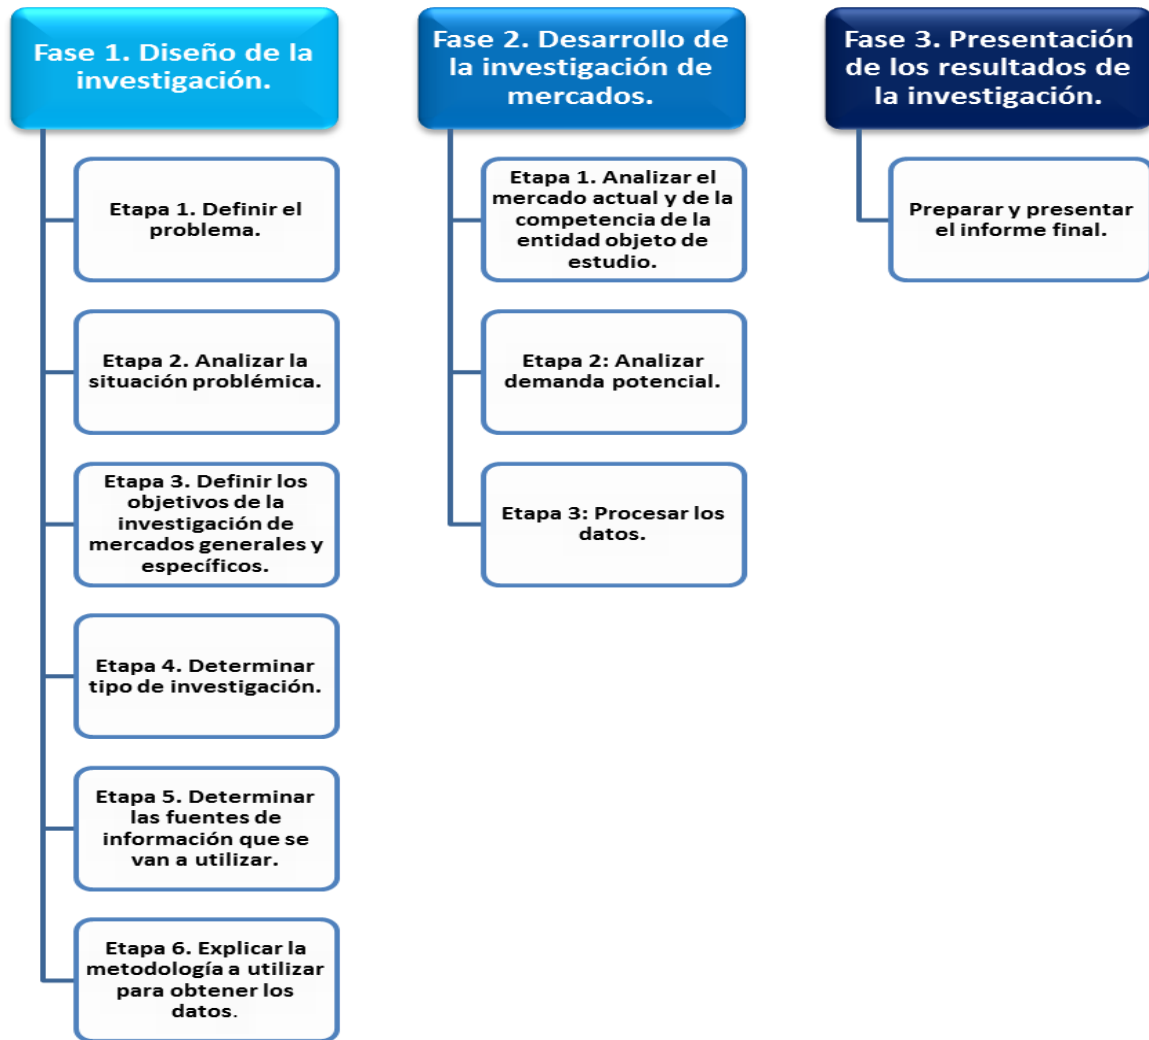 Fase 1. Diseño de la
investigación.
Etapa 1. Definir el
problema.
Etapa 2. Analizar la
situación problémica.
Etapa 3. Definir los
objetivos de la
investigación de
mercados generales y
específicos.
Etapa 4. Determinar
tipo de investigación.
Etapa 5. Determinar
las fuentes de
información que se
van a utilizar.
Etapa 6. Explicar la
metodología a utilizar
para obtener los
datos.
Fase 2. Desarrollo de
la investigación de
mercados.
Etapa 1. Analizar el
mercado actual y de la
competencia de la
entidad objeto de
estudio.
Etapa 2: Analizar
demanda potencial.
Etapa 3: Procesar los
datos.
Fase 3. Presentación
de los resultados de
la investigación.
Preparar y presentar
el informe final.